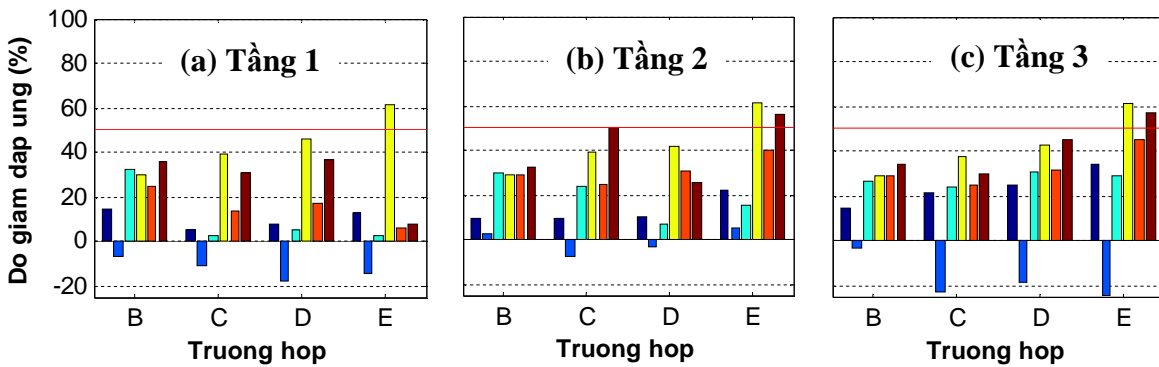 Do giam dap ung (%)
100
80
60
40
20
0
-20
(a) Tầng 1
B C D E
Truong hop
(b) Tầng 2
B C D E
Truong hop
(c) Tầng 3
B C D E
Truong hop